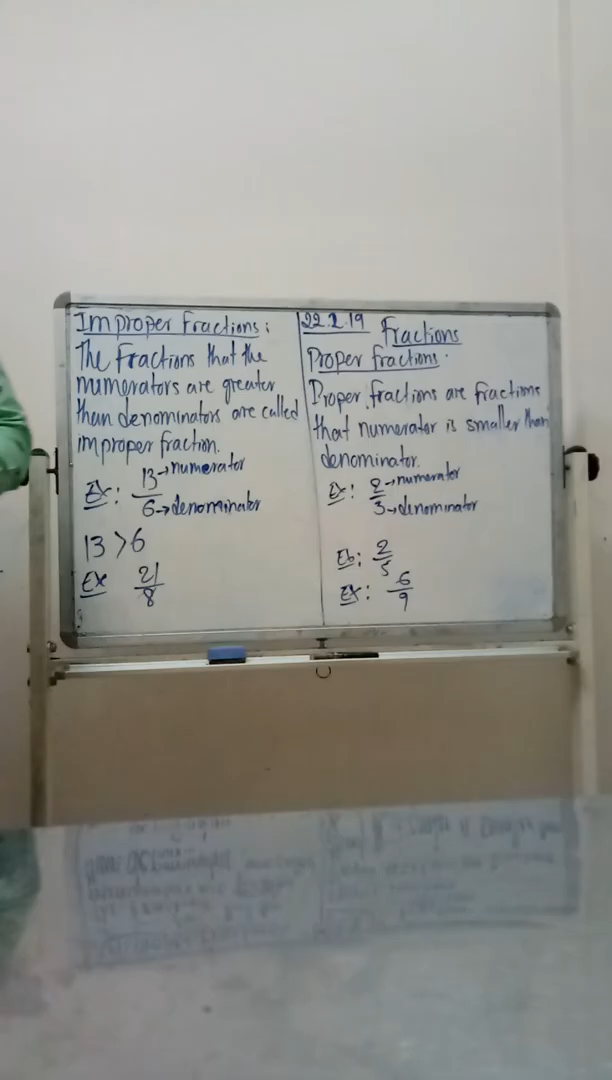 Improper Fractions:
The fractions that the
numerators are greater
than denominators are called
improper fraction.
Ex: 13 →numerator
6 →denominator
13 > 6
Ex 21
8
22.2.19 Fractions
Proper fractions.
Proper fractions are fractions
that numerator is smaller than
denominator.
Ex: 2 →numerator
3 →denominator
2
5
Ex: 6
9